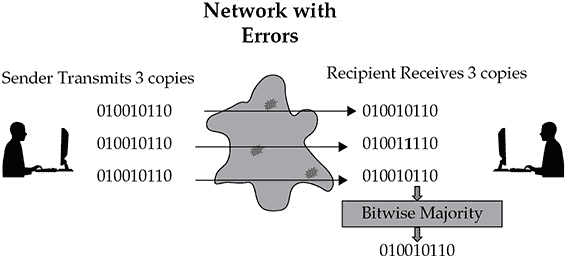 Network with
Errors
Sender Transmits 3 copies
Recipient Receives 3 copies
010010110
010010110
010010110
010011110
010010110
010010110
Bitwise Majority
010010110